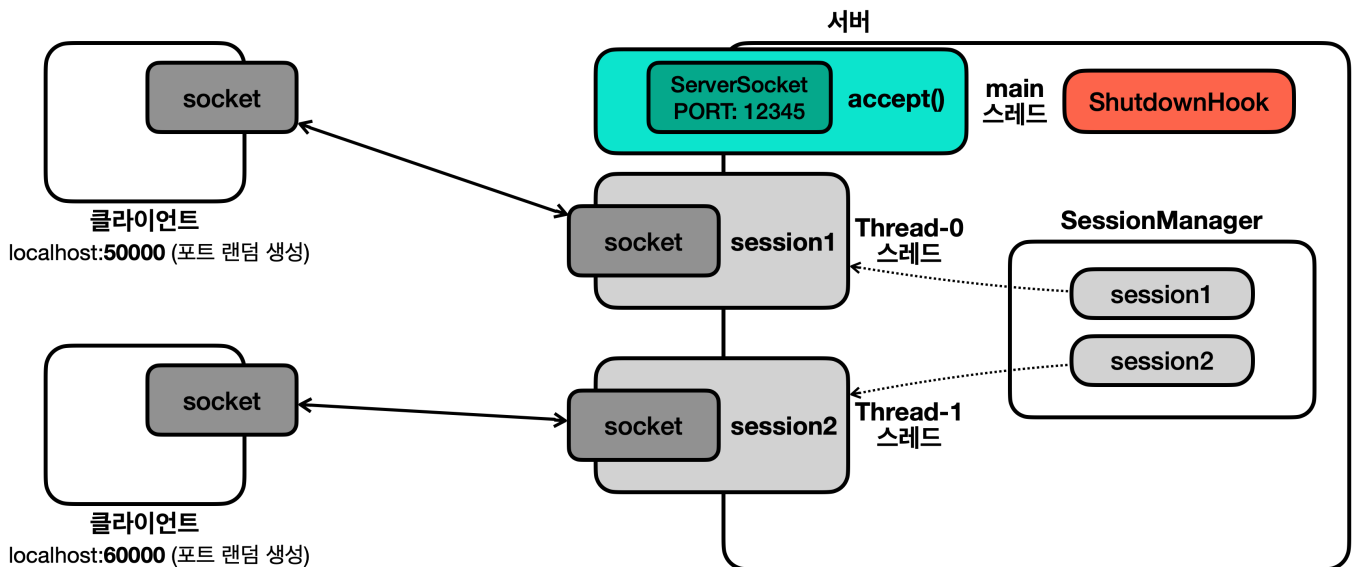 서버
socket
ServerSocket
PORT: 12345
accept()
main
스레드
ShutdownHook
클라이언트
localhost:50000 (포트 랜덤 생성)
socket
session1
Thread-0
스레드
SessionManager
session1
session2
socket
socket
session2
Thread-1
스레드
클라이언트
localhost:60000 (포트 랜덤 생성)